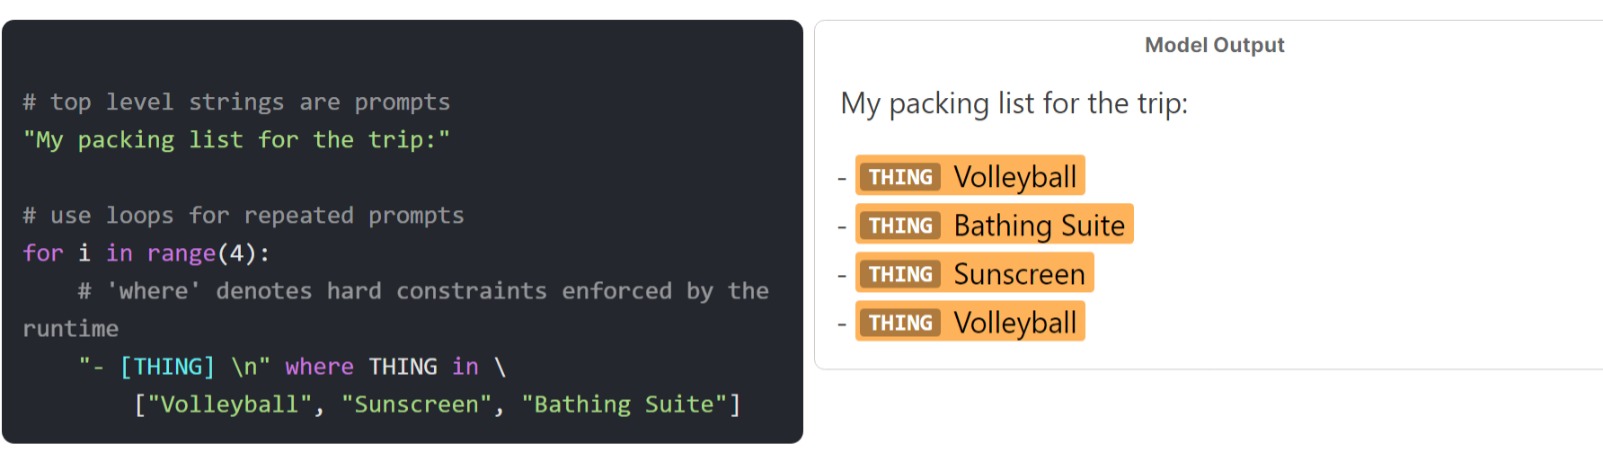 # top level strings are prompts
"My packing list for the trip:"
# use loops for repeated prompts
for i in range(4):
    # 'where' denotes hard constraints enforced by the
runtime
    "- [THING] \n" where THING in \
        ["Volleyball", "Sunscreen", "Bathing Suite"]
Model Output
My packing list for the trip:
- THING Volleyball
- THING Bathing Suite
- THING Sunscreen
- THING Volleyball